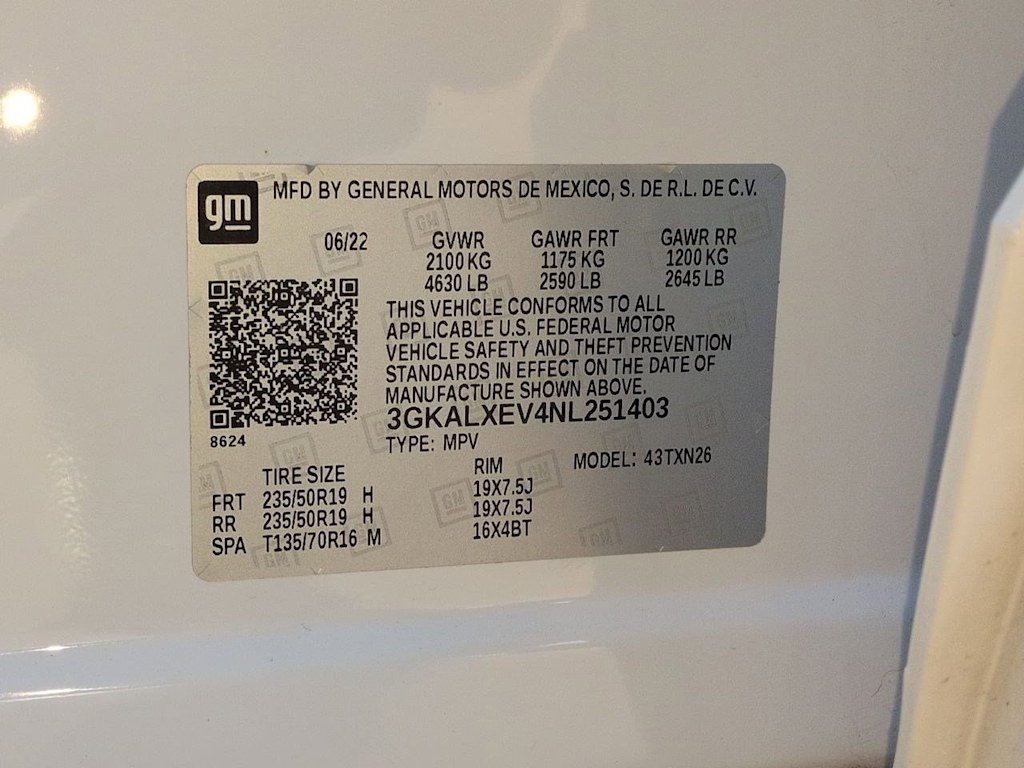 gm MFD BY GENERAL MOTORS DE MEXICO, S. DE R.L. DE C.V.
06/22 GVWR GAWR FRT GAWR RR
2100 KG 1175 KG 1200 KG
4630 LB 2590 LB 2645 LB
THIS VEHICLE CONFORMS TO ALL
APPLICABLE U.S. FEDERAL MOTOR
VEHICLE SAFETY AND THEFT PREVENTION
STANDARDS IN EFFECT ON THE DATE OF
MANUFACTURE SHOWN ABOVE.
3GKALXEV4NL251403
8624
TYPE: MPV
MODEL: 43TXN26
TIRE SIZE RIM
FRT 235/50R19 H 19X7.5J
RR 235/50R19 H 19X7.5J
SPA T135/70R16 M 16X4BT